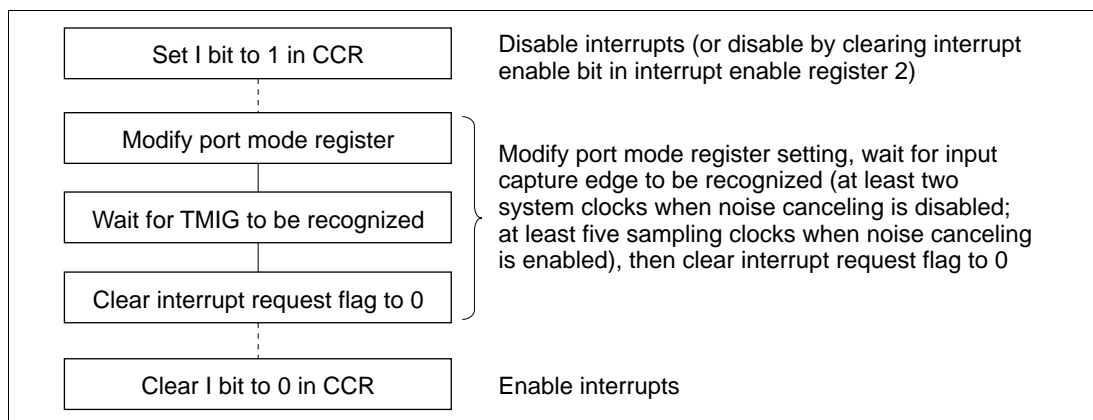 Set I bit to 1 in CCR
Disable interrupts (or disable by clearing interrupt
enable bit in interrupt enable register 2)
Modify port mode register
Wait for TMIG to be recognized
Clear interrupt request flag to 0
Modify port mode register setting, wait for input
capture edge to be recognized (at least two
system clocks when noise canceling is disabled;
at least five sampling clocks when noise canceling
is enabled), then clear interrupt request flag to 0
Clear I bit to 0 in CCR
Enable interrupts